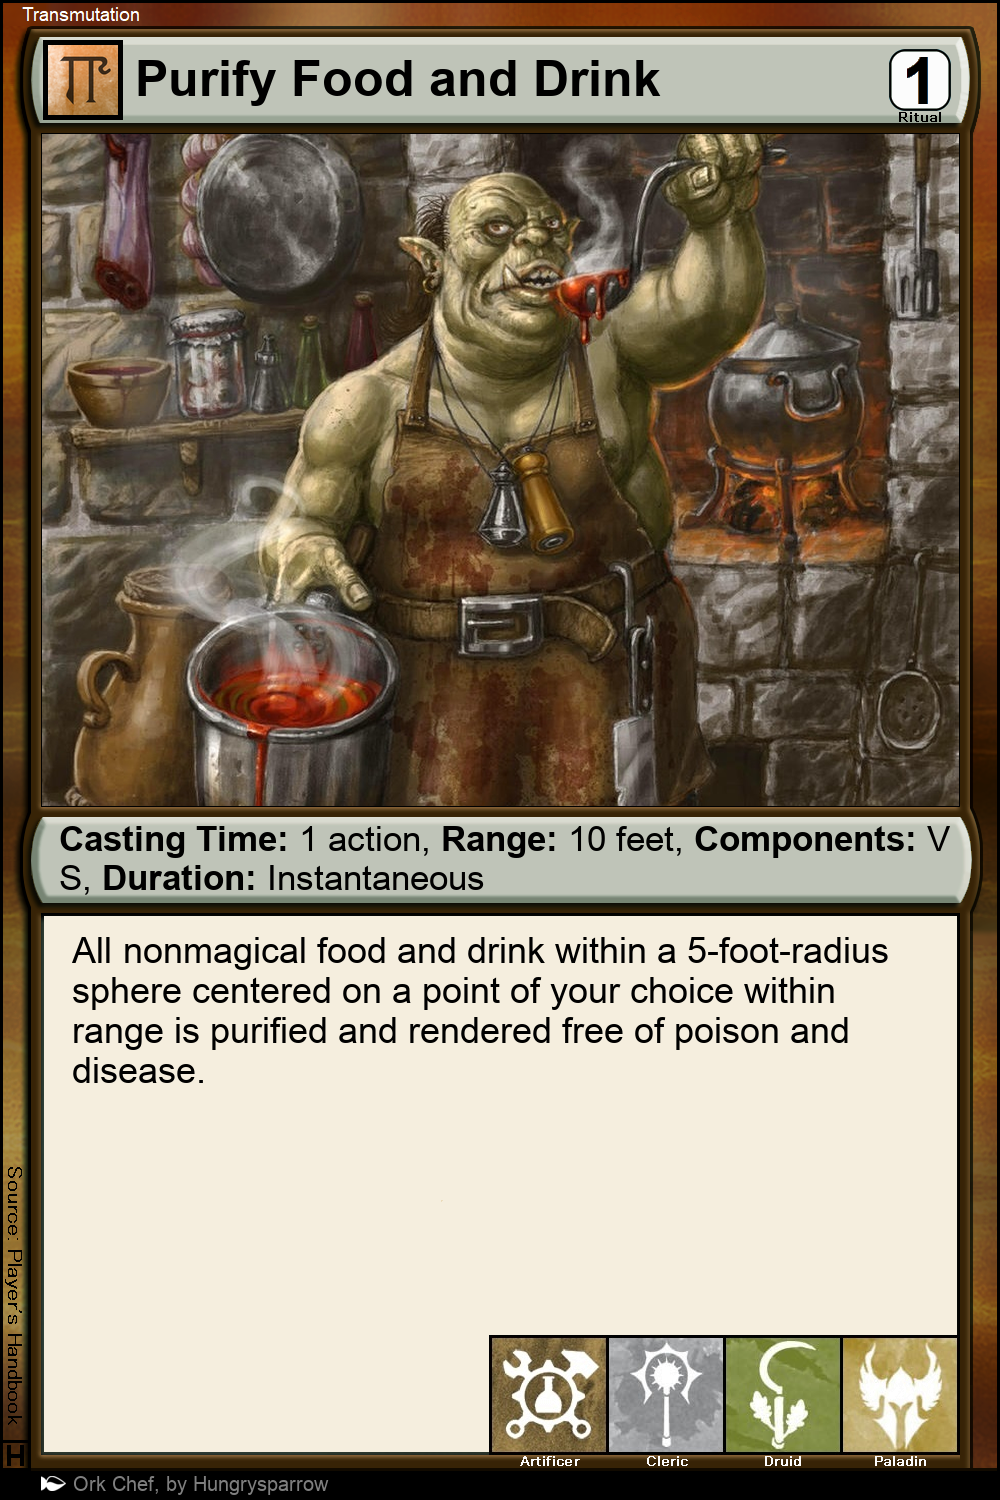 Transmutation
Purify Food and Drink
1
Ritual
Casting Time: 1 action, Range: 10 feet, Components: V
S, Duration: Instantaneous
All nonmagical food and drink within a 5-foot-radius
sphere centered on a point of your choice within
range is purified and rendered free of poison and
disease.
Source: Player's Handbook
H
Artificer Cleric Druid Paladin
Ork Chef, by Hungrysparrow